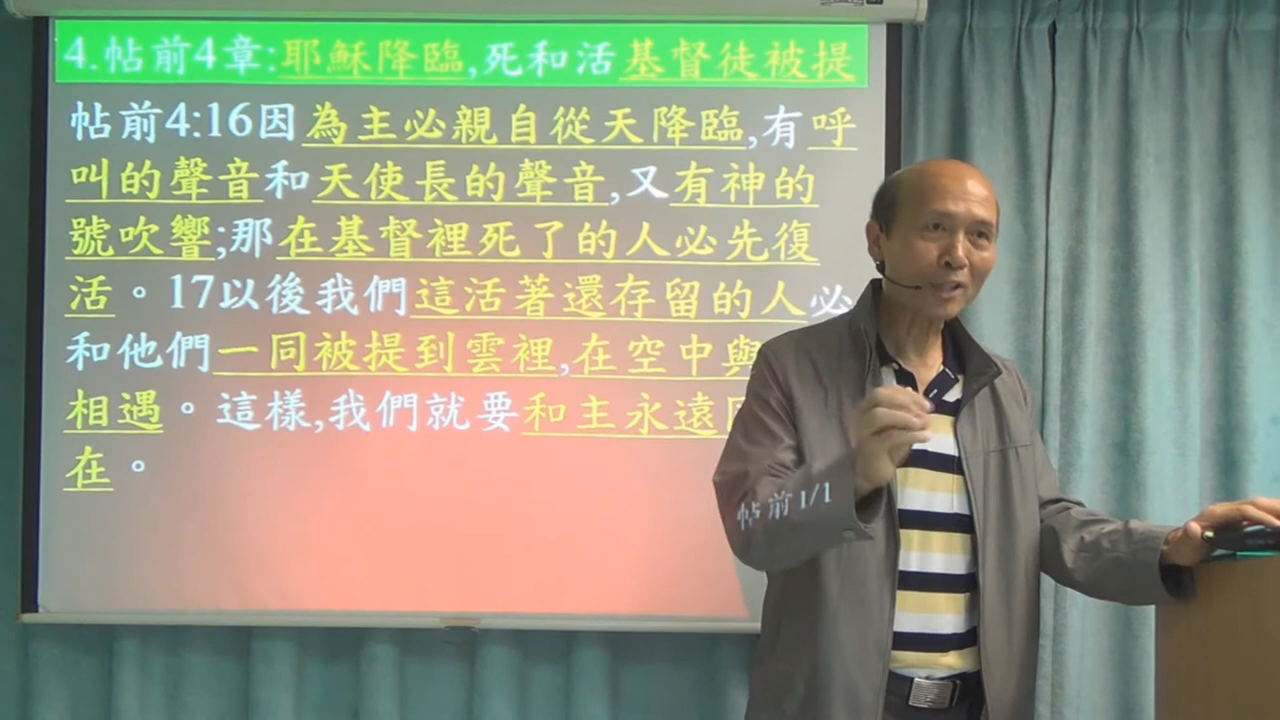 4.帖前4章:耶穌降臨,死和活基督徒被提
帖前4:16因為主必親自從天降臨,有呼
叫的聲音和天使長的聲音,又有神的
號吹響;那在基督裡死了的人必先復
活。17以後我們這活著還存留的人必
和他們一同被提到雲裡,在空中與
相遇。這樣,我們就要和主永遠
在。
帖前1/1